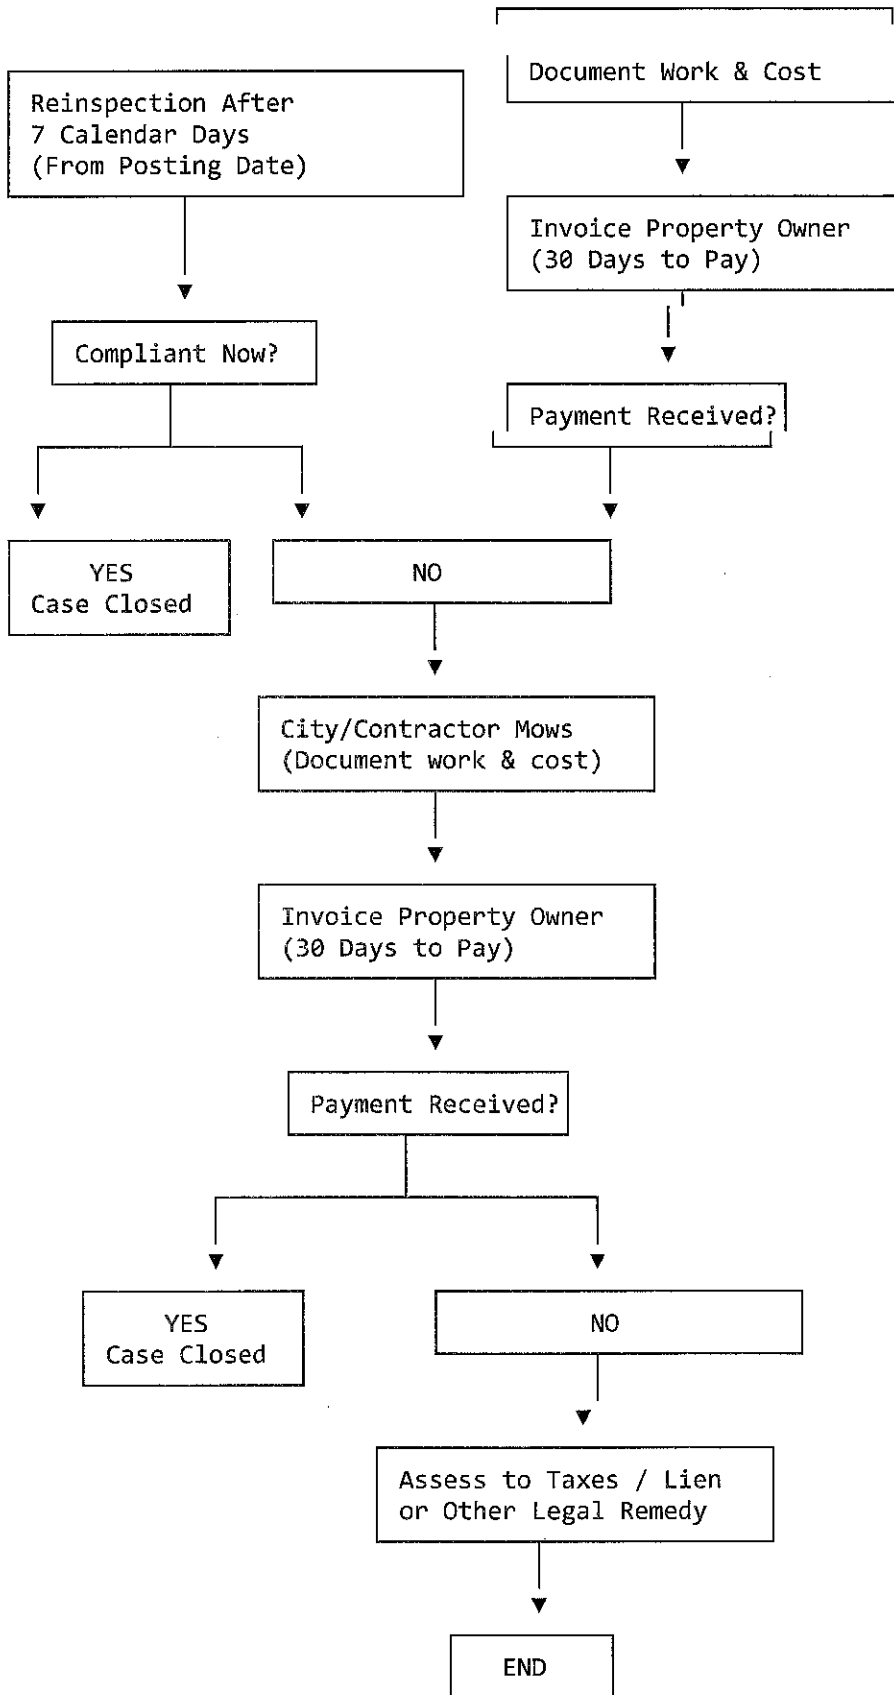 Document Work & Cost
Reinspection After
7 Calendar Days
(From Posting Date)
Invoice Property Owner
(30 Days to Pay)
Compliant Now?
Payment Received?
YES
Case Closed
NO
City/Contractor Mows
(Document work & cost)
Invoice Property Owner
(30 Days to Pay)
Payment Received?
YES
Case Closed
NO
Assess to Taxes / Lien
or Other Legal Remedy
END